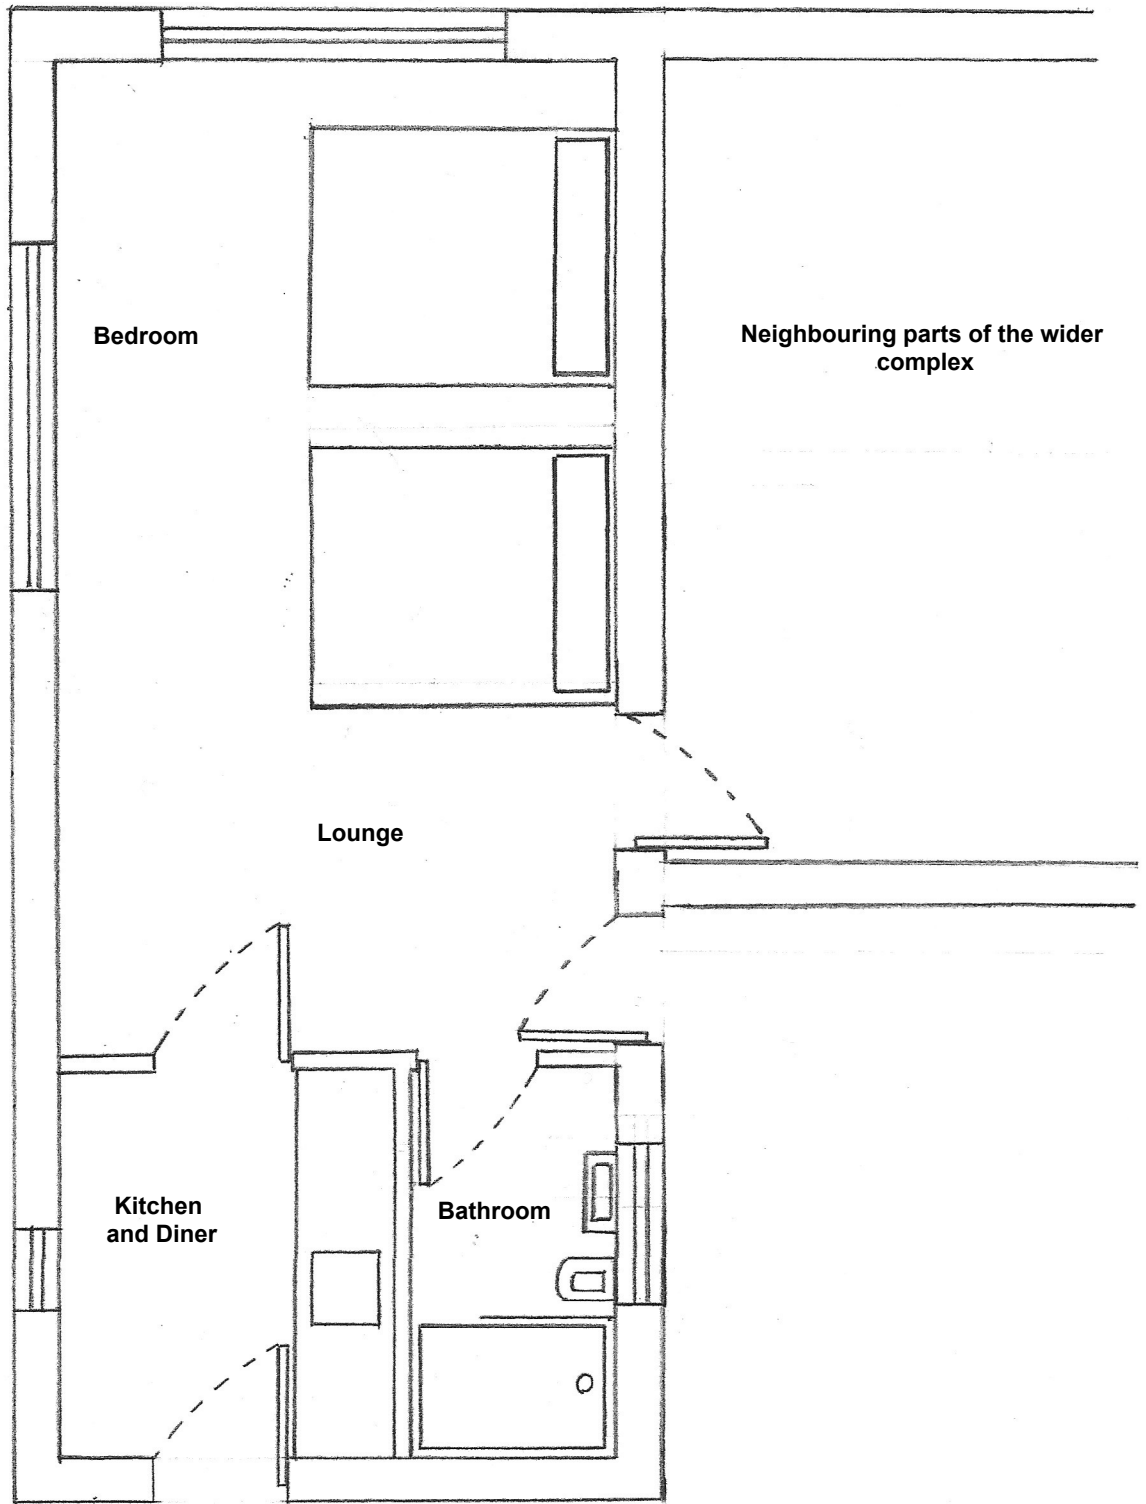 Bedroom
Neighbouring parts of the wider
complex
Lounge
Kitchen
and Diner
Bathroom